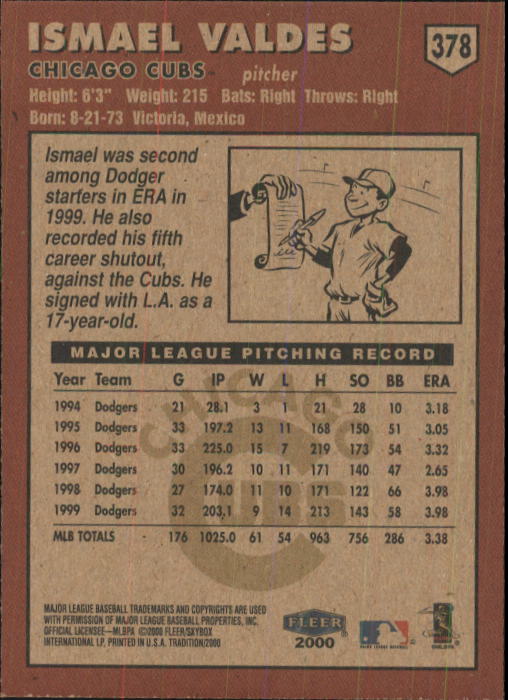 ISMAEL VALDES
378
CHICAGO CUBS™ pitcher
Height: 6'3" Weight: 215 Bats: Right Throws: Right
Born: 8-21-73 Victoria, Mexico
Ismael was second
among Dodger
starters in ERA in
1999. He also
recorded his fifth
career shutout,
against the Cubs. He
signed with L.A. as a
17-year-old.
MAJOR LEAGUE PITCHING RECORD
Year Team G IP W L H SO BB ERA
1994 Dodgers 21 28.1 3 1 21 28 10 3.18
1995 Dodgers 33 197.2 13 11 168 150 51 3.05
1996 Dodgers 33 225.0 15 7 219 173 54 3.32
1997 Dodgers 30 196.2 10 11 171 140 47 2.65
1998 Dodgers 27 174.0 11 10 171 122 66 3.98
1999 Dodgers 32 203.1 9 14 213 143 58 3.98
MLB TOTALS 176 1025.0 61 54 963 756 286 3.38
CHICAGO
CUBS
MAJOR LEAGUE BASEBALL TRADEMARKS AND COPYRIGHTS ARE USED
WITH PERMISSION OF MAJOR LEAGUE BASEBALL PROPERTIES, INC.
OFFICIAL LICENSEE—MLBPA ©2000 FLEER/SKYBOX
INTERNATIONAL LP, PRINTED IN U.S.A. TRADITION/2000
FLEER
2000